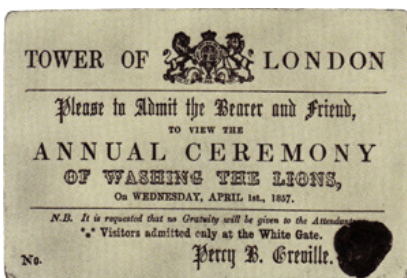 TOWER OF LONDON
Please to Admit the Bearer and Friend,
TO VIEW THE
ANNUAL CEREMONY
OF WASHING THE LIONS,
On WEDNESDAY, APRIL 1st., 1857.
N.B. It is requested that no Gratuity will be given to the Attendants
*⁎* Visitors admitted only at the White Gate.
No. Percy B. Greville.